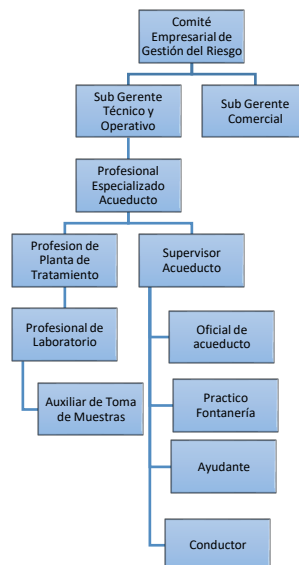 Comité
Empresarial de
Gestión del Riesgo
Sub Gerente
Técnico y
Operativo
Sub Gerente
Comercial
Profesional
Especializado
Acueducto
Profesion de
Planta de
Tratamiento
Supervisor
Acueducto
Profesional de
Laboratorio
Oficial de
acueducto
Auxiliar de Toma
de Muestras
Practico
Fontanería
Ayudante
Conductor